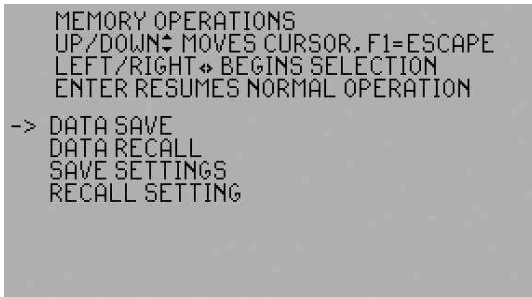 MEMORY OPERATIONS
UP/DOWN⬍ MOVES CURSOR, F1=ESCAPE
LEFT/RIGHT⬌ BEGINS SELECTION
ENTER RESUMES NORMAL OPERATION
-> DATA SAVE
DATA RECALL
SAVE SETTINGS
RECALL SETTING